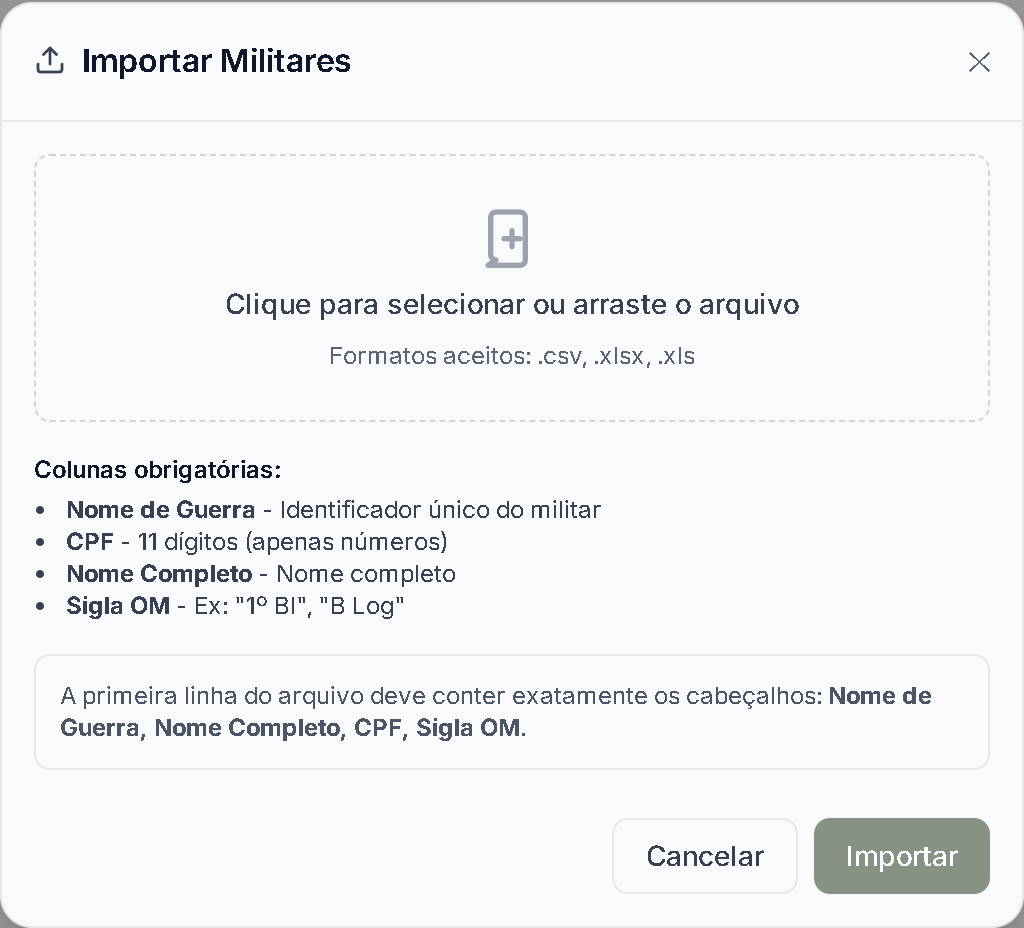 Importar Militares
Clique para selecionar ou arraste o arquivo
Formatos aceitos: .csv, .xlsx, .xls
Colunas obrigatórias:
• Nome de Guerra - Identificador único do militar
• CPF - 11 dígitos (apenas números)
• Nome Completo - Nome completo
• Sigla OM - Ex: "1º BI", "B Log"
A primeira linha do arquivo deve conter exatamente os cabeçalhos: Nome de
Guerra, Nome Completo, CPF, Sigla OM.
Cancelar
Importar